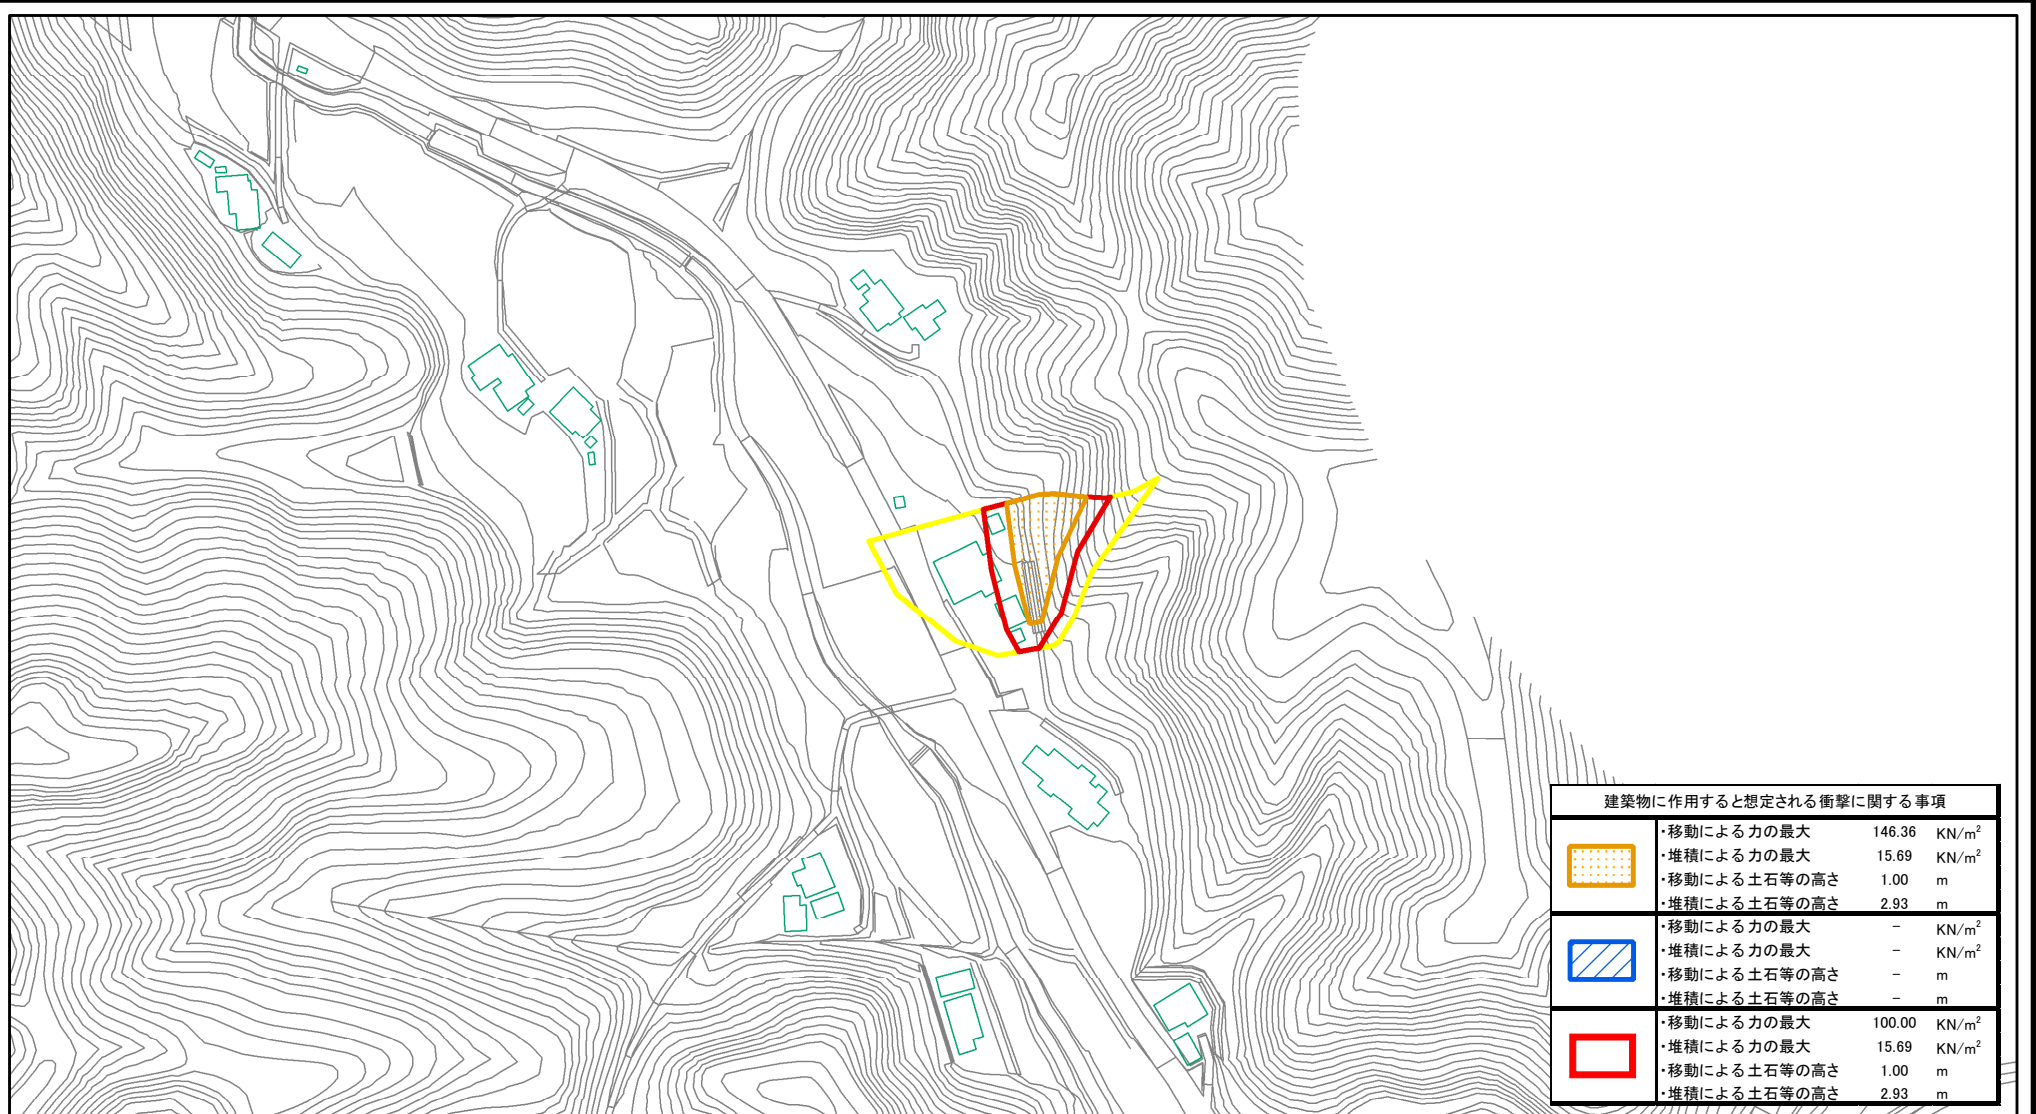 建築物に作用すると想定される衝撃に関する事項
・移動による力の最大 146.36 KN/m²
・堆積による力の最大 15.69 KN/m²
・移動による土石等の高さ 1.00 m
・堆積による土石等の高さ 2.93 m
・移動による力の最大 - KN/m²
・堆積による力の最大 - KN/m²
・移動による土石等の高さ - m
・堆積による土石等の高さ - m
・移動による力の最大 100.00 KN/m²
・堆積による力の最大 15.69 KN/m²
・移動による土石等の高さ 1.00 m
・堆積による土石等の高さ 2.93 m